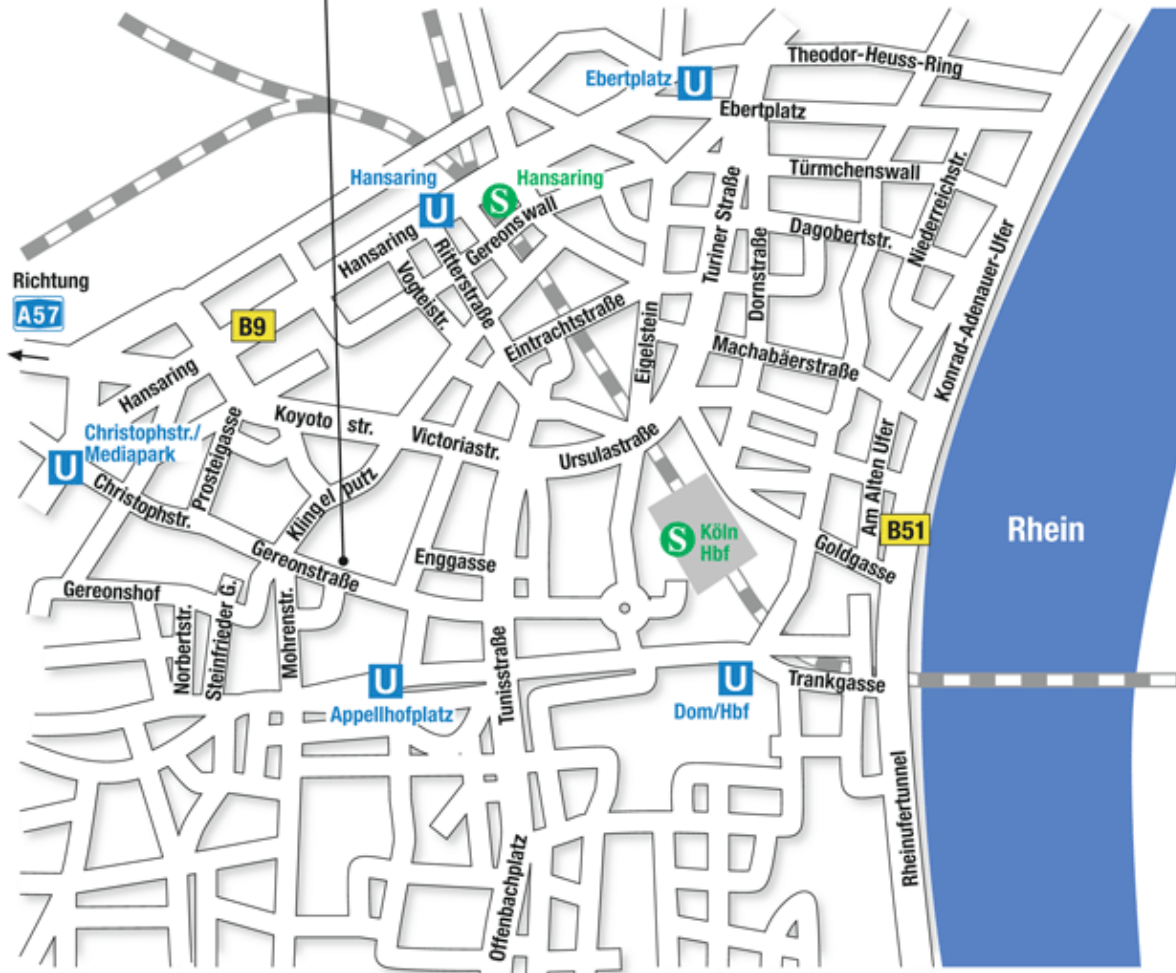 Theodor-Heuss-Ring
Ebertplatz
U
Ebertplatz
Hansaring
U
S
Hansaring
Türmchenswall
Niederreichstr.
Turiner Straße
Gereonswall
Dagobertstr.
Hansaring
Ritterstraße
Vogteistr.
Dornstraße
Konrad-Adenauer-Ufer
Richtung
A57
B9
Eintrachtstraße
Eigelstein
Machabäerstraße
Hansaring
Koyoto str.
Victoriastr.
Ursulastraße
Christophstr./
Mediapark
U
Prosteigasse
Christophstr.
Klingel putz
Am Alten Ufer
B51
Rhein
S
Köln
Hbf
Goldgasse
Gereonstraße
Enggasse
Gereonshof
Norbertstr.
Steinfrieder G.
Mohrenstr.
Tunisstraße
U
Appellhofplatz
U
Dom/Hbf
Trankgasse
Rheinufertunnel
Offenbachplatz